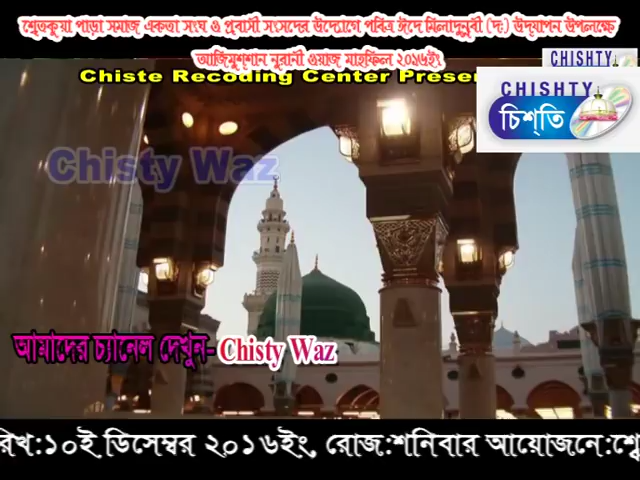 শ্বেতকুয়া পাড়া সমাজ একতা সংঘ ও প্রবাসী সংসদের উদ্যোগে পবিত্র ঈদে মিলাদুন্নবী (দ:) উদ্‌যাপন উপলক্ষে
আজিমুশ্শান নুরানী ওয়াজ মাহফিল ২০১৬ইং
CHISHTY
Chiste Recoding Center Presen
CHISHTY
চিশ্‌তি
Chisty Waz
আমাদের চ্যানেল দেখুন- Chisty Waz
রিখ:১০ই ডিসেম্বর ২০১৬ইং, রোজ:শনিবার আয়োজনে:শ্বে